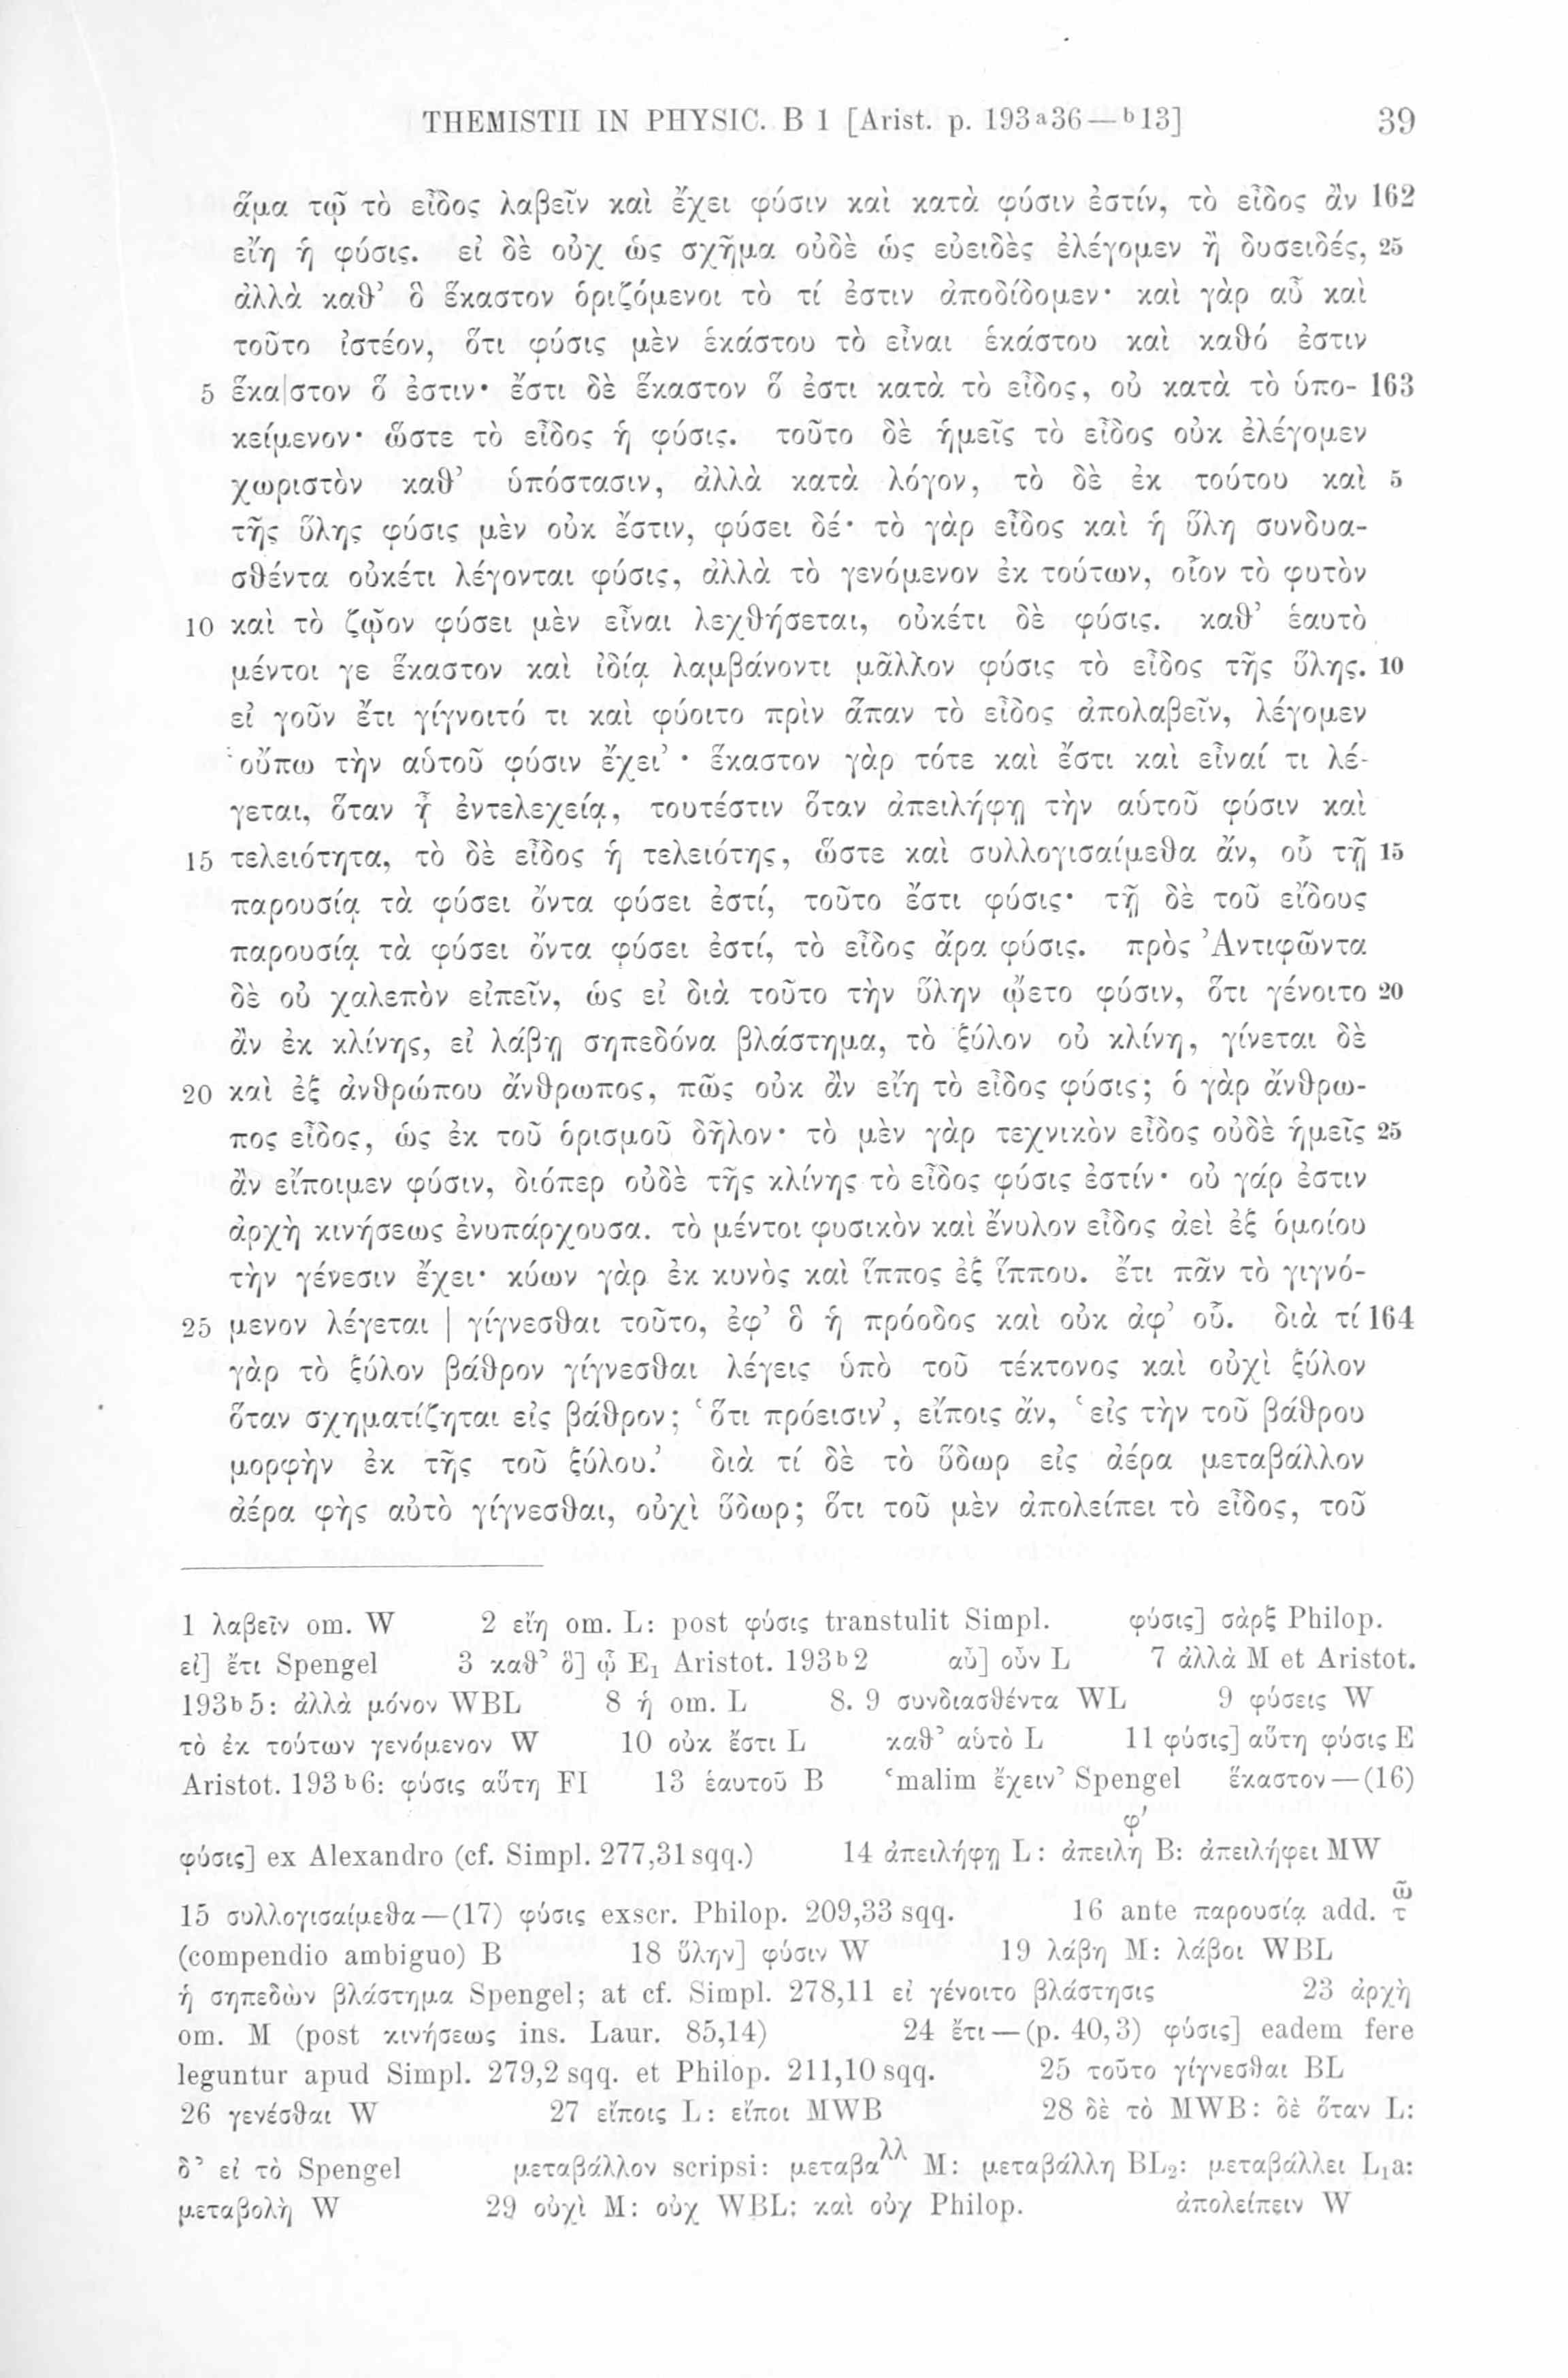 THEMISTII IN PHYSIC. B 1 [Arist. p. 193ᵃ36—ᵇ13] 39
ἅμα τῷ τὸ εἶδος λαβεῖν καὶ ἔχει φύσιν καὶ κατὰ φύσιν ἐστίν, τὸ εἶδος ἂν 162
εἴη ἡ φύσις. εἰ δὲ οὐχ ὡς σχῆμα οὐδὲ ὡς εὐειδὲς ἐλέγομεν ἢ δυσειδές, 25
ἀλλὰ καθ’ ὃ ἕκαστον ὁριζόμενοι τὸ τί ἐστιν ἀποδίδομεν· καὶ γὰρ αὖ καὶ
τοῦτο ἰστέον, ὅτι φύσις μὲν ἑκάστου τὸ εἶναι ἑκάστου καὶ καθό ἐστιν
5 ἕκα|στον ὅ ἐστιν· ἔστι δὲ ἕκαστον ὅ ἐστι κατὰ τὸ εἶδος, οὐ κατὰ τὸ ὑπο- 163
κείμενον· ὥστε τὸ εἶδος ἡ φύσις. τοῦτο δὲ ἡμεῖς τὸ εἶδος οὐκ ἐλέγομεν
χωριστὸν καθ’ ὑπόστασιν, ἀλλὰ κατὰ λόγον, τὸ δὲ ἐκ τούτου καὶ 5
τῆς ὕλης φύσις μὲν οὐκ ἔστιν, φύσει δέ· τὸ γὰρ εἶδος καὶ ἡ ὕλη συνδυα-
σθέντα οὐκέτι λέγονται φύσις, ἀλλὰ τὸ γενόμενον ἐκ τούτων, οἷον τὸ φυτὸν
10 καὶ τὸ ζῷον φύσει μὲν εἶναι λεχθήσεται, οὐκέτι δὲ φύσις. καθ’ ἑαυτὸ
μέντοι γε ἕκαστον καὶ ἰδίᾳ λαμβάνοντι μᾶλλον φύσις τὸ εἶδος τῆς ὕλης. 10
εἰ γοῦν ἔτι γίγνοιτό τι καὶ φύοιτο πρὶν ἅπαν τὸ εἶδος ἀπολαβεῖν, λέγομεν
‘οὔπω τὴν αὑτοῦ φύσιν ἔχει’ · ἕκαστον γὰρ τότε καὶ ἔστι καὶ εἶναί τι λέ-
γεται, ὅταν ᾖ ἐντελεχείᾳ, τουτέστιν ὅταν ἀπειλήφῃ τὴν αὑτοῦ φύσιν καὶ
15 τελειότητα, τὸ δὲ εἶδος ἡ τελειότης, ὥστε καὶ συλλογισαίμεθα ἄν, οὗ τῇ 15
παρουσίᾳ τὰ φύσει ὄντα φύσει ἐστί, τοῦτο ἔστι φύσις· τῇ δὲ τοῦ εἴδους
παρουσίᾳ τὰ φύσει ὄντα φύσει ἐστί, τὸ εἶδος ἄρα φύσις. πρὸς Ἀντιφῶντα
δὲ οὐ χαλεπὸν εἰπεῖν, ὡς εἰ διὰ τοῦτο τὴν ὕλην ᾤετο φύσιν, ὅτι γένοιτο 20
ἂν ἐκ κλίνης, εἰ λάβῃ σηπεδόνα βλάστημα, τὸ ξύλον οὐ κλίνη, γίνεται δὲ
20 καὶ ἐξ ἀνθρώπου ἄνθρωπος, πῶς οὐκ ἂν εἴη τὸ εἶδος φύσις; ὁ γὰρ ἄνθρω-
πος εἶδος, ὡς ἐκ τοῦ ὁρισμοῦ δῆλον· τὸ μὲν γὰρ τεχνικὸν εἶδος οὐδὲ ἡμεῖς 25
ἂν εἴποιμεν φύσιν, διόπερ οὐδὲ τῆς κλίνης τὸ εἶδος φύσις ἐστίν· οὐ γάρ ἐστιν
ἀρχὴ κινήσεως ἐνυπάρχουσα. τὸ μέντοι φυσικὸν καὶ ἔνυλον εἶδος ἀεὶ ἐξ ὁμοίου
τὴν γένεσιν ἔχει· κύων γὰρ ἐκ κυνὸς καὶ ἵππος ἐξ ἵππου. ἔτι πᾶν τὸ γιγνό-
25 μενον λέγεται | γίγνεσθαι τοῦτο, ἐφ’ ὃ ἡ πρόοδος καὶ οὐκ ἀφ’ οὗ. διὰ τί 164
γὰρ τὸ ξύλον βάθρον γίγνεσθαι λέγεις ὑπὸ τοῦ τέκτονος καὶ οὐχὶ ξύλον
ὅταν σχηματίζηται εἰς βάθρον; ‘ὅτι πρόεισιν’, εἴποις ἄν, ‘εἰς τὴν τοῦ βάθρου
μορφὴν ἐκ τῆς τοῦ ξύλου.’ διὰ τί δὲ τὸ ὕδωρ εἰς ἀέρα μεταβάλλον
ἀέρα φῂς αὐτὸ γίγνεσθαι, οὐχὶ ὕδωρ; ὅτι τοῦ μὲν ἀπολείπει τὸ εἶδος, τοῦ
1 λαβεῖν om. W 2 εἴη om. L: post φύσις transtulit Simpl. φύσις] σὰρξ Philop.
εἰ] ἔτι Spengel 3 καθ’ ὃ] ᾧ E₁ Aristot. 193ᵇ2 αὖ] οὖν L 7 ἀλλὰ M et Aristot.
193ᵇ5: ἀλλὰ μόνον WBL 8 ἡ om. L 8. 9 συνδιασθέντα WL 9 φύσεις W
τὸ ἐκ τούτων γενόμενον W 10 οὐκ ἔστι L καθ’ αὑτὸ L 11 φύσις] αὕτη φύσις E
Aristot. 193ᵇ6: φύσις αὕτη FI 13 ἑαυτοῦ B ‘malim ἔχειν’ Spengel ἕκαστον—(16)
φύσις] ex Alexandro (cf. Simpl. 277,31 sqq.) 14 ἀπειλήφῃ L: ἀπειλη^φ′ B: ἀπειλήφει MW
15 συλλογισαίμεθα—(17) φύσις exscr. Philop. 209,33 sqq. 16 ante παρουσίᾳ add. τ^ῶ
(compendio ambiguo) B 18 ὕλην] φύσιν W 19 λάβῃ M: λάβοι WBL
ἡ σηπεδὼν βλάστημα Spengel; at cf. Simpl. 278,11 εἰ γένοιτο βλάστησις 23 ἀρχὴ
om. M (post κινήσεως ins. Laur. 85,14) 24 ἔτι—(p. 40,3) φύσις] eadem fere
leguntur apud Simpl. 279,2 sqq. et Philop. 211,10 sqq. 25 τοῦτο γίγνεσθαι BL
26 γενέσθαι W 27 εἴποις L: εἴποι MWB 28 δὲ τὸ MWB: δὲ ὅταν L:
δ’ εἰ τὸ Spengel μεταβάλλον scripsi: μεταβα^λλ M: μεταβάλλῃ BL₂: μεταβάλλει L₁a:
μεταβολὴ W 29 οὐχὶ M: οὐχ WBL: καὶ οὐχ Philop. ἀπολείπειν W